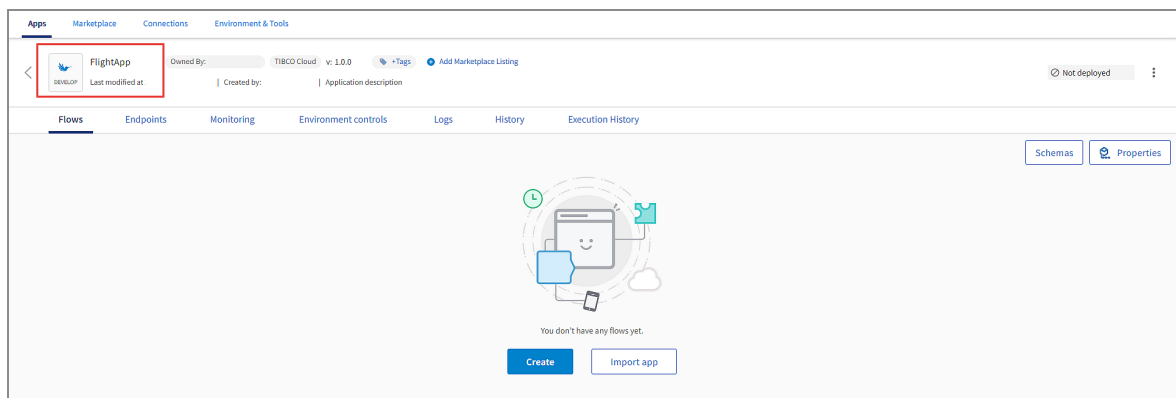 Apps Marketplace Connections Environment & Tools
FlightApp Owned By: TIBCO Cloud v: 1.0.0 +Tags Add Marketplace Listing
DEVELOP Last modified at Created by: Application description
Not deployed
Flows Endpoints Monitoring Environment controls Logs History Execution History
Schemas Properties
You don't have any flows yet.
Create Import app